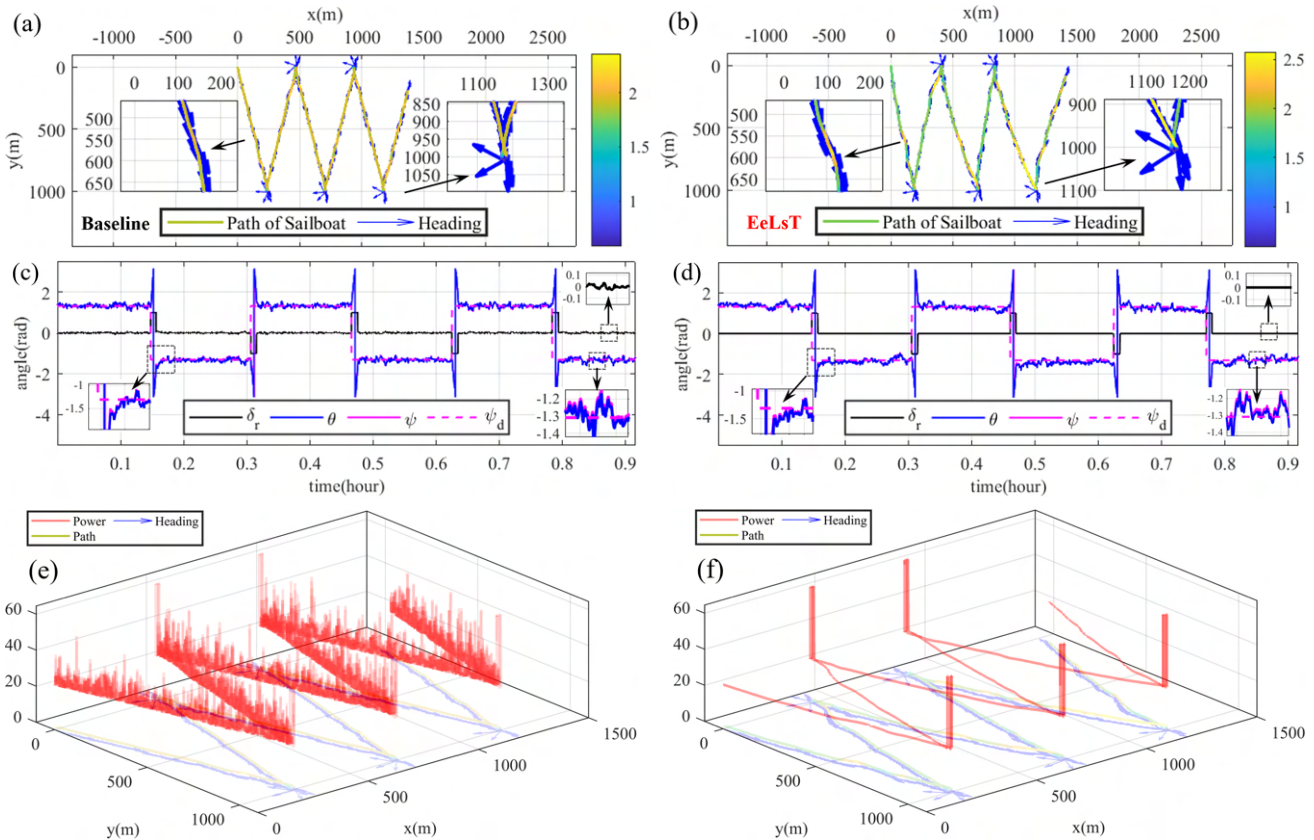 (a)
x(m)
-1000 -500 0 500 1000 1500 2000 2500
0
500
1000
y(m)
0 100 200
500
550
600
650
1100 1300
850
900
950
1000
1050
Baseline
Path of Sailboat
Heading
2
1.5
1
(b)
x(m)
-1000 -500 0 500 1000 1500 2000 2500
0
500
1000
y(m)
0 100 200
500
550
600
650
1100 1200
900
1000
1100
EeLsT
Path of Sailboat
Heading
2.5
2
1.5
1
(c)
2
0
-2
-4
angle(rad)
0.1
0
-0.1
-1
-1.5
-1.2
-1.3
-1.4
δr θ ψ ψd
0.1 0.2 0.3 0.4 0.5 0.6 0.7 0.8 0.9
time(hour)
(d)
2
0
-2
-4
angle(rad)
0.1
0
-0.1
-1
-1.5
-1.2
-1.3
-1.4
δr θ ψ ψd
0.1 0.2 0.3 0.4 0.5 0.6 0.7 0.8 0.9
time(hour)
Power
Heading
Path
(e)
60
40
20
0
0
500
1000
y(m)
0
500
1000
1500
x(m)
Power
Heading
Path
(f)
60
40
20
0
0
500
1000
y(m)
0
500
1000
1500
x(m)